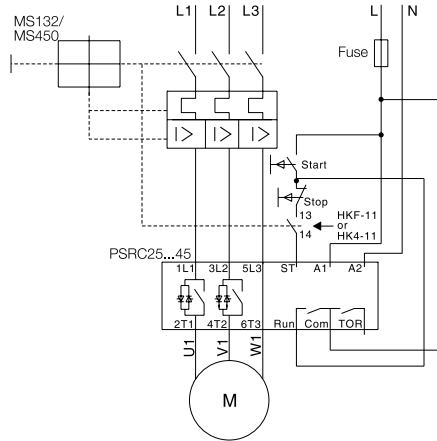 L1 L2 L3 L N
MS132/
MS450
Fuse
I> I> I>
Start
Stop
13 HKF-11
or
14 HK4-11
PSRC25...45
1L1 3L2 5L3 ST A1 A2
2T1 4T2 6T3 Run Com TOR
U1 V1 W1
M